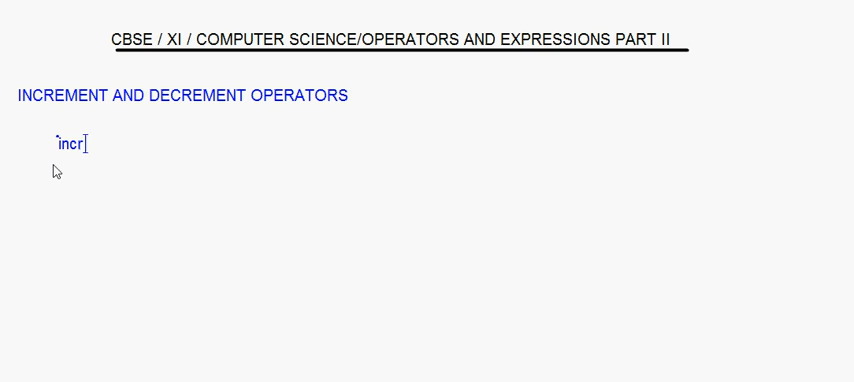 CBSE / XI / COMPUTER SCIENCE/OPERATORS AND EXPRESSIONS PART II
INCREMENT AND DECREMENT OPERATORS
incr